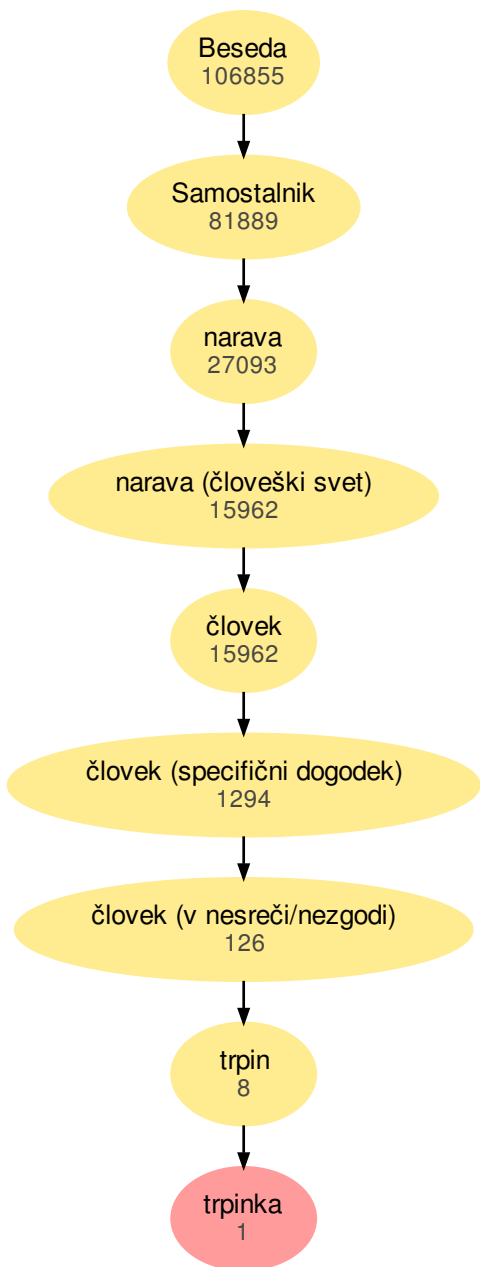 Beseda
106855
Samostalnik
81889
narava
27093
narava (človeški svet)
15962
človek
15962
človek (specifični dogodek)
1294
človek (v nesreči/nezgodi)
126
trpin
8
trpinka
1